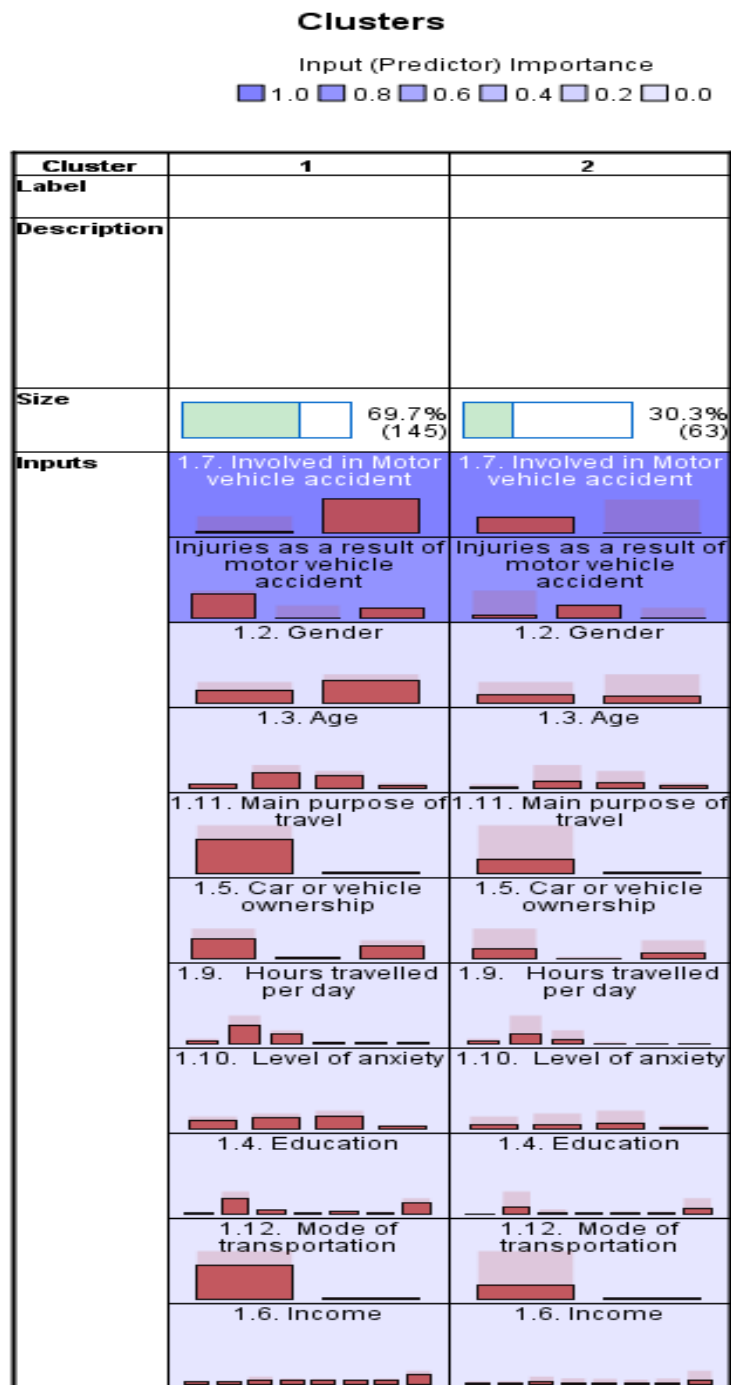 Clusters
Input (Predictor) Importance
1.0 0.8 0.6 0.4 0.2 0.0
Cluster 1 2
Label
Description
Size
69.7%
(145)
30.3%
(63)
Inputs
1.7. Involved in Motor
vehicle accident
1.7. Involved in Motor
vehicle accident
Injuries as a result of
motor vehicle
accident
Injuries as a result of
motor vehicle
accident
1.2. Gender
1.2. Gender
1.3. Age
1.3. Age
1.11. Main purpose of
travel
1.11. Main purpose of
travel
1.5. Car or vehicle
ownership
1.5. Car or vehicle
ownership
1.9. Hours travelled
per day
1.9. Hours travelled
per day
1.10. Level of anxiety
1.10. Level of anxiety
1.4. Education
1.4. Education
1.12. Mode of
transportation
1.12. Mode of
transportation
1.6. Income
1.6. Income